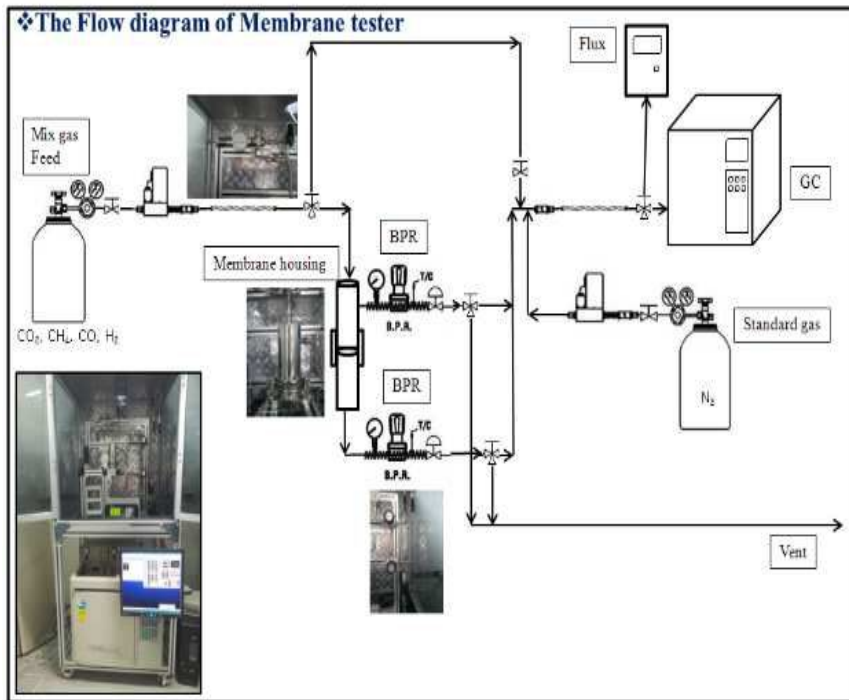 ❖The Flow diagram of Membrane tester
Flux
Mix gas
Feed
GC
BPR
Membrane housing
T/C
B.P.R.
Standard gas
CO₂, CH₄, CO, H₂
N₂
BPR
T/C
B.P.R.
Vent